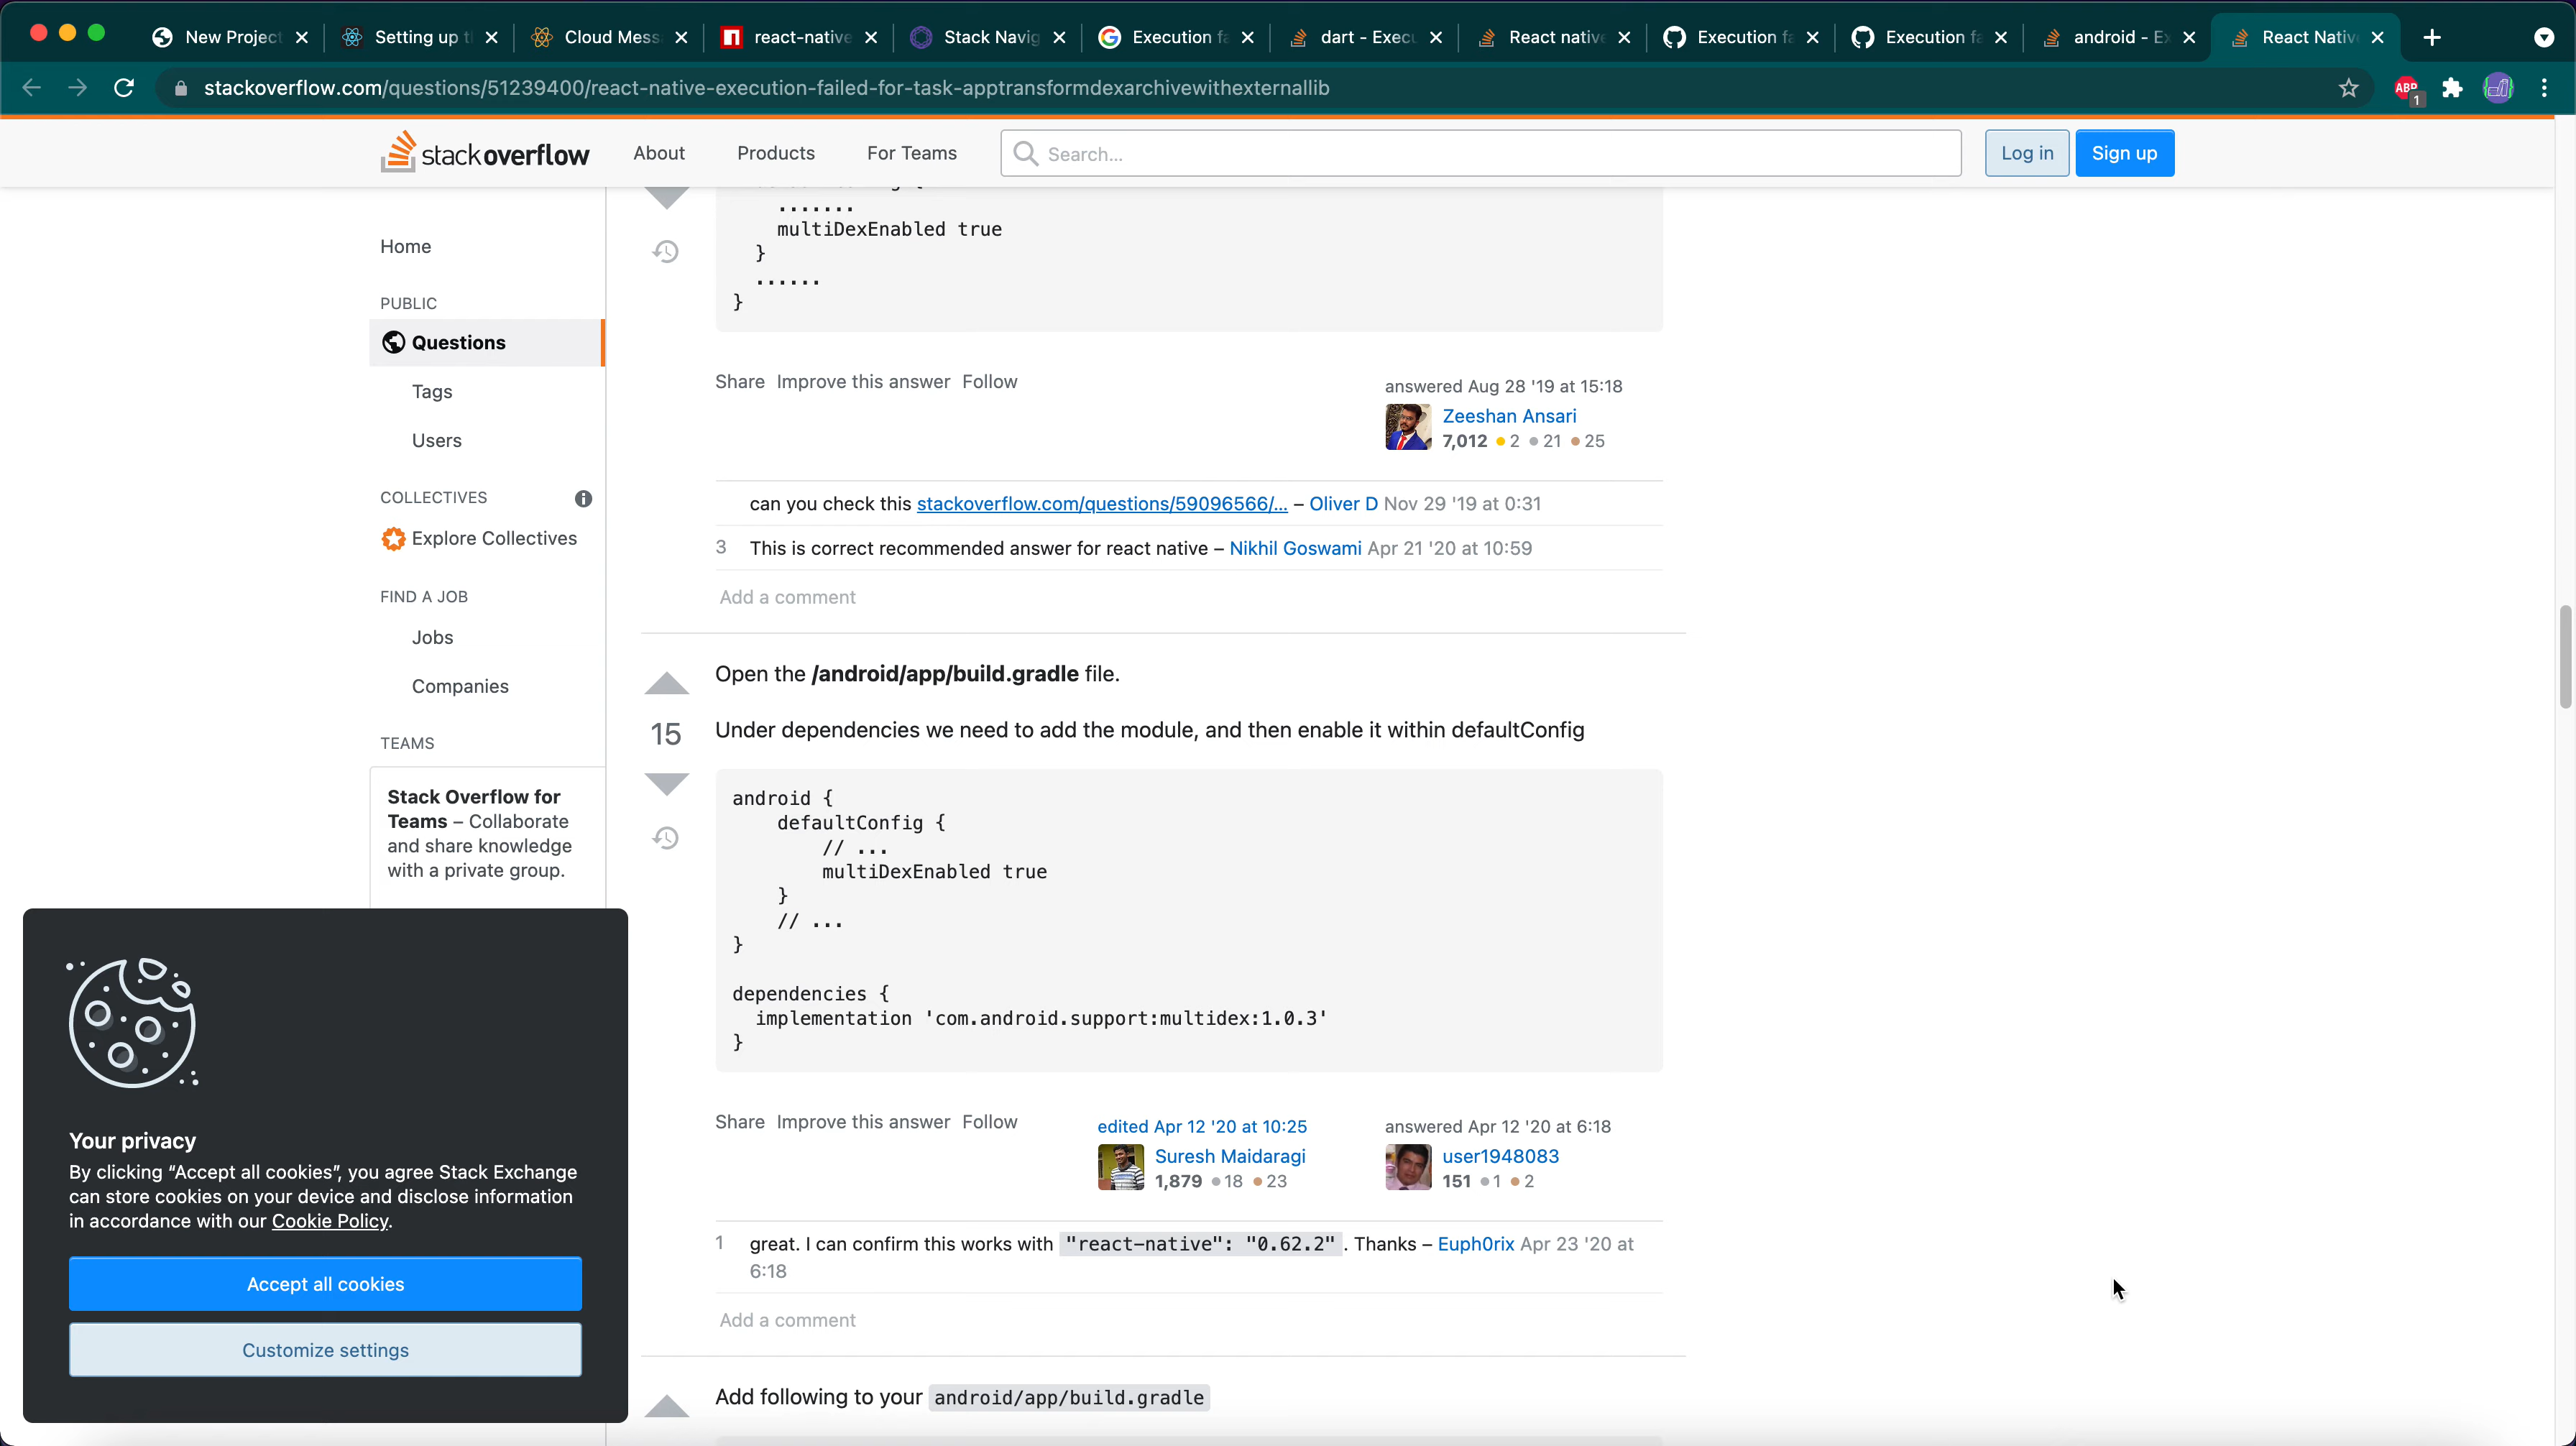 New Project
Setting up t
Cloud Mess
react-native
Stack Navig
Execution fa
dart - Execu
React native
Execution fa
Execution fa
android - Ex
React Nativ
stackoverflow.com/questions/51239400/react-native-execution-failed-for-task-apptransformdexarchivewithexternallib
ABP
1
stackoverflow
About
Products
For Teams
Search...
Log in
Sign up
Home
PUBLIC
Questions
Tags
Users
COLLECTIVES
Explore Collectives
FIND A JOB
Jobs
Companies
TEAMS
Stack Overflow for
Teams – Collaborate
and share knowledge
with a private group.
.......
multiDexEnabled true
}
......
}
Share Improve this answer Follow
answered Aug 28 '19 at 15:18
Zeeshan Ansari
7,012 2 21 25
can you check this stackoverflow.com/questions/59096566/... – Oliver D Nov 29 '19 at 0:31
3 This is correct recommended answer for react native – Nikhil Goswami Apr 21 '20 at 10:59
Add a comment
Open the /android/app/build.gradle file.
15
Under dependencies we need to add the module, and then enable it within defaultConfig
android {
defaultConfig {
// ...
multiDexEnabled true
}
// ...
}
dependencies {
implementation 'com.android.support:multidex:1.0.3'
}
Share Improve this answer Follow
edited Apr 12 '20 at 10:25
Suresh Maidaragi
1,879 18 23
answered Apr 12 '20 at 6:18
user1948083
151 1 2
1 great. I can confirm this works with "react-native": "0.62.2" . Thanks – Euph0rix Apr 23 '20 at
6:18
Add a comment
Add following to your android/app/build.gradle
Your privacy
By clicking “Accept all cookies”, you agree Stack Exchange
can store cookies on your device and disclose information
in accordance with our Cookie Policy.
Accept all cookies
Customize settings